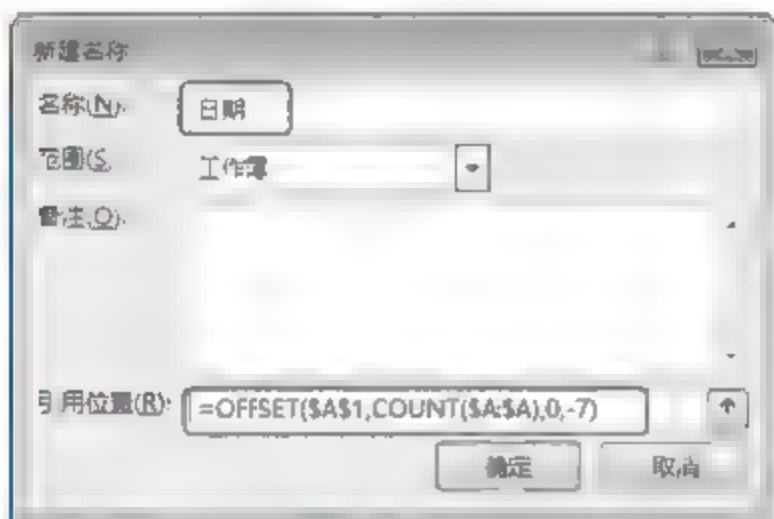 新建名称
名称(N):
日期
范围(S
工作簿
备注(O):
引用位置(R):
=OFFSET($A$1,COUNT($A:$A),0,-7)
确定
取消